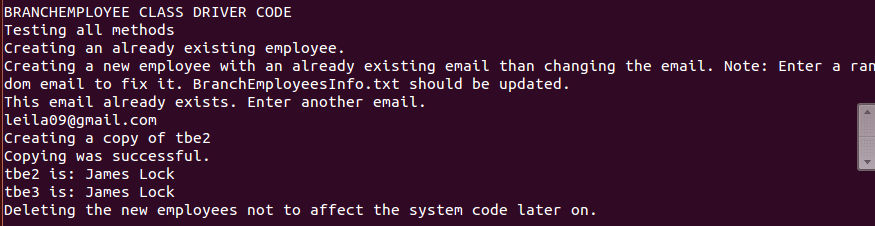 BRANCHEMPLOYEE CLASS DRIVER CODE
Testing all methods
Creating an already existing employee.
Creating a new employee with an already existing email than changing the email. Note: Enter a ran
dom email to fix it. BranchEmployeesInfo.txt should be updated.
This email already exists. Enter another email.
leila09@gmail.com
Creating a copy of tbe2
Copying was successful.
tbe2 is: James Lock
tbe3 is: James Lock
Deleting the new employees not to affect the system code later on.